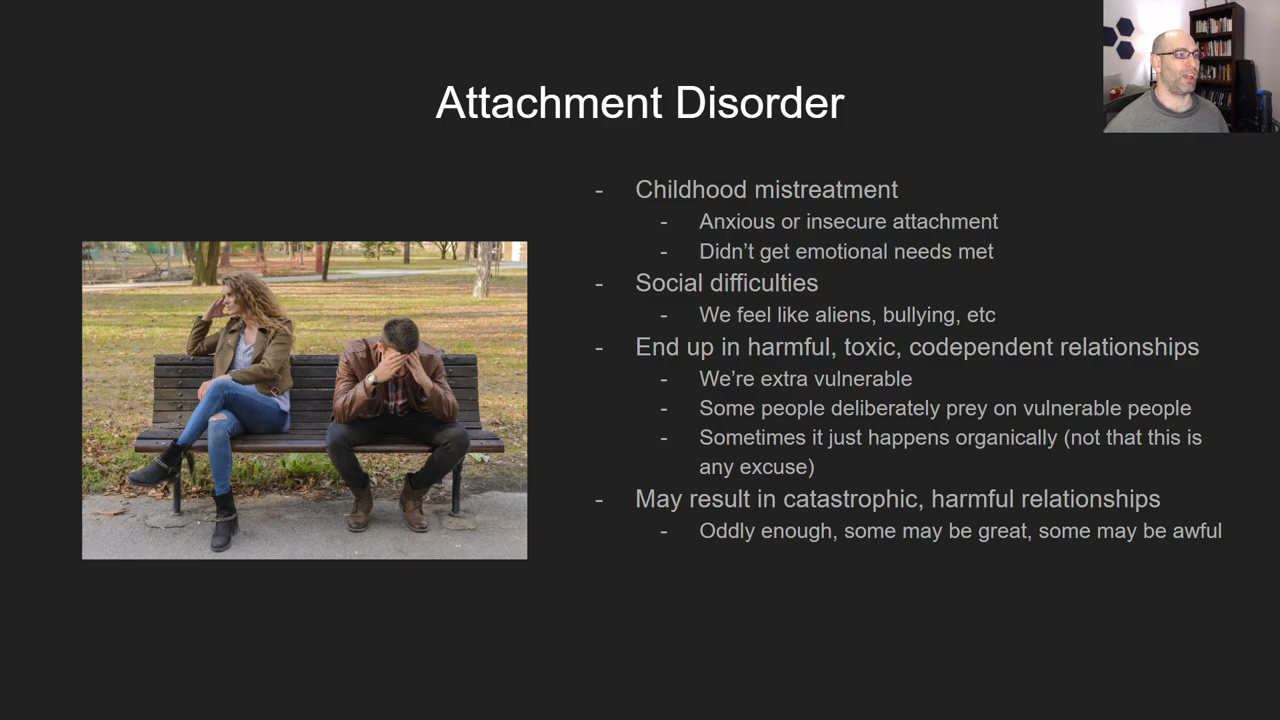 Attachment Disorder
- Childhood mistreatment
- Anxious or insecure attachment
- Didn’t get emotional needs met
- Social difficulties
- We feel like aliens, bullying, etc
- End up in harmful, toxic, codependent relationships
- We’re extra vulnerable
- Some people deliberately prey on vulnerable people
- Sometimes it just happens organically (not that this is
any excuse)
- May result in catastrophic, harmful relationships
- Oddly enough, some may be great, some may be awful